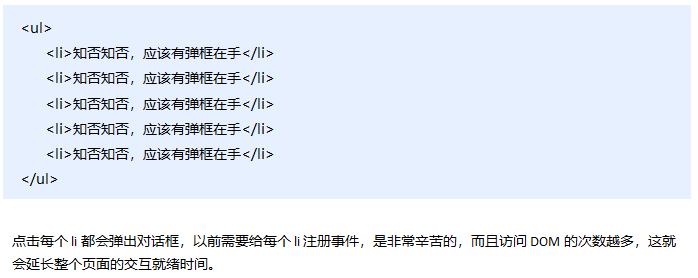 <ul>
<li>知否知否，应该有弹框在手</li>
<li>知否知否，应该有弹框在手</li>
<li>知否知否，应该有弹框在手</li>
<li>知否知否，应该有弹框在手</li>
<li>知否知否，应该有弹框在手</li>
</ul>
点击每个 li 都会弹出对话框，以前需要给每个 li 注册事件，是非常辛苦的，而且访问 DOM 的次数越多，这就
会延长整个页面的交互就绪时间。